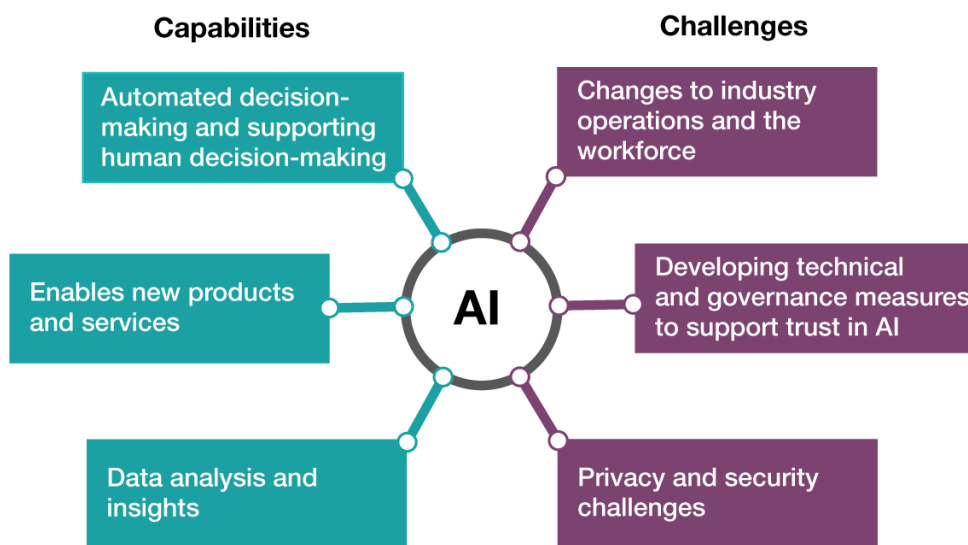 Capabilities
Automated decision-
making and supporting
human decision-making
Enables new products
and services
Data analysis and
insights
AI
Challenges
Changes to industry
operations and the
workforce
Developing technical
and governance measures
to support trust in AI
Privacy and security
challenges